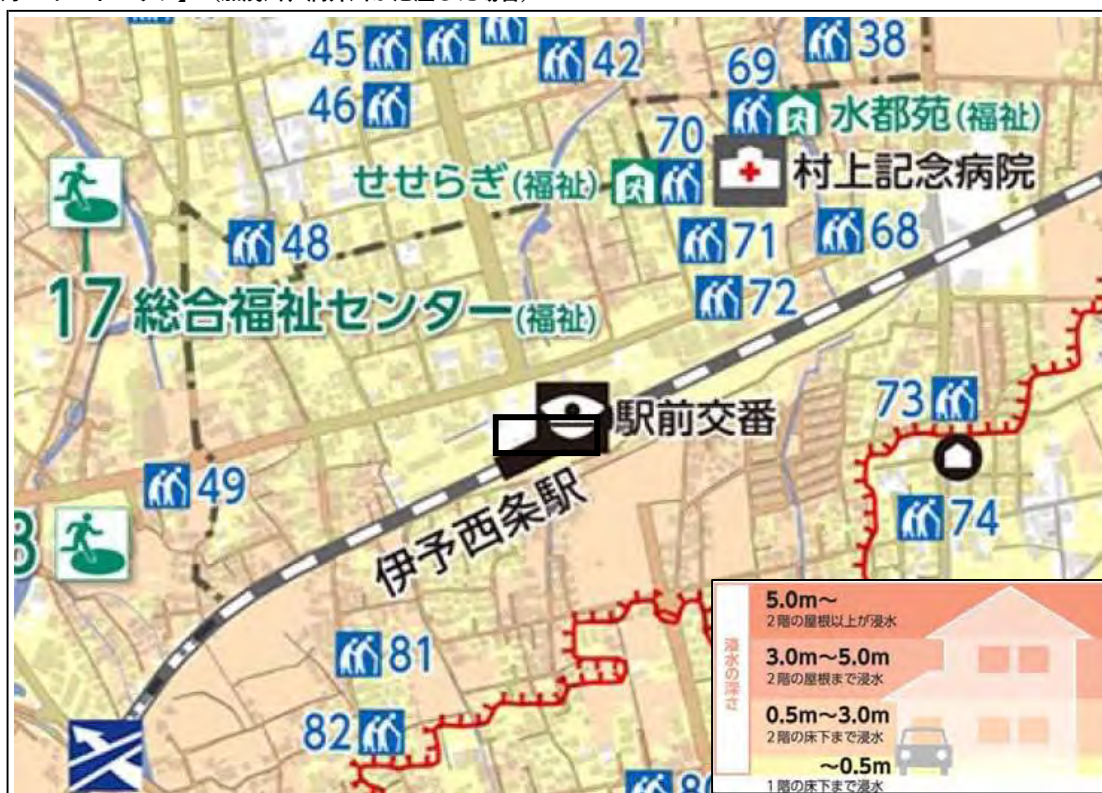 45
42
38
46
69
水都苑(福祉)
70
せせらぎ(福祉)
村上記念病院
48
71
68
72
17 総合福祉センター(福祉)
駅前交番
73
49
伊予西条駅
74
81
82
浸水の深さ
5.0m～
2階の屋根以上が浸水
3.0m～5.0m
2階の屋根まで浸水
0.5m～3.0m
2階の床下まで浸水
～0.5m
1階の床下まで浸水